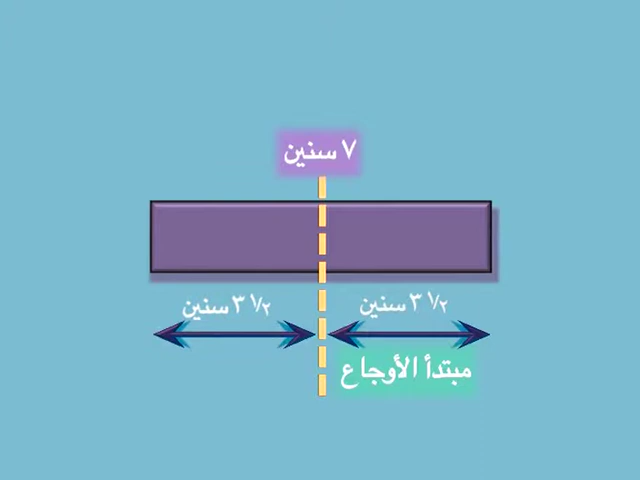 ٧ سنين
٣ ١/٢ سنين
٣ ١/٢ سنين
مبتدأ الأوجاع